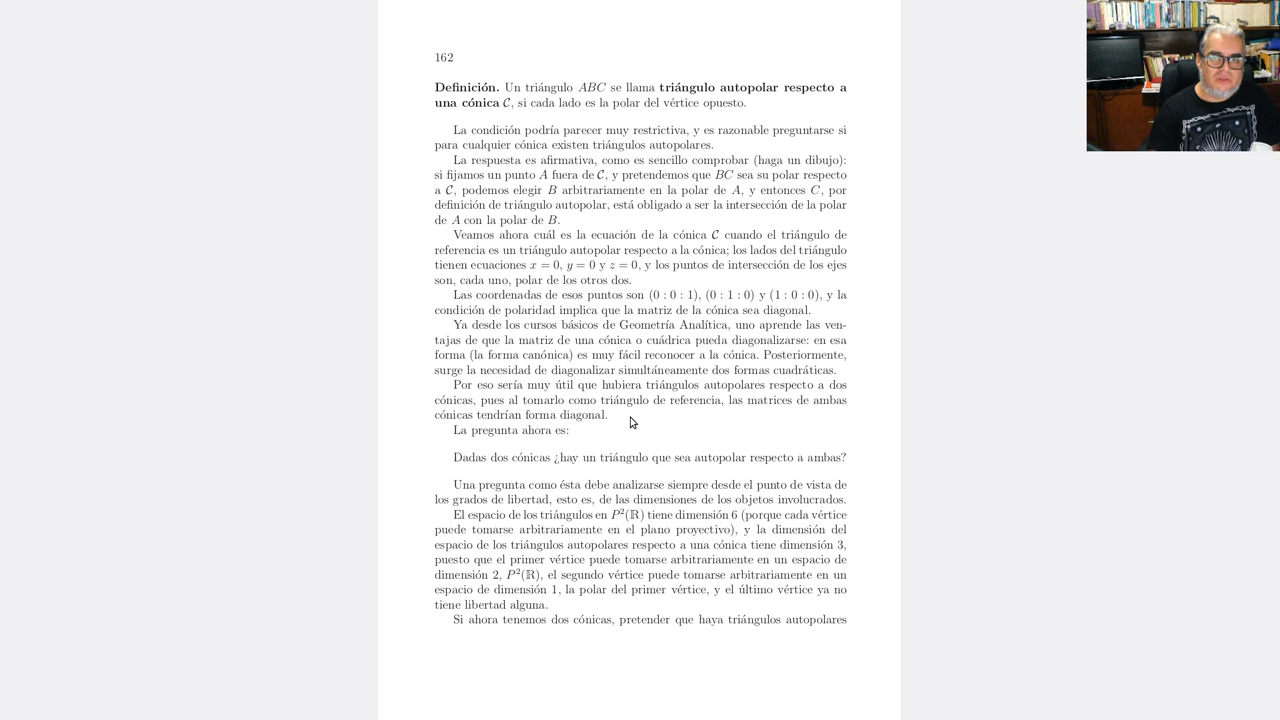 162
Definición. Un triángulo ABC se llama triángulo autopolar respecto a
una cónica C, si cada lado es la polar del vértice opuesto.
La condición podría parecer muy restrictiva, y es razonable preguntarse si
para cualquier cónica existen triángulos autopolares.
La respuesta es afirmativa, como es sencillo comprobar (haga un dibujo):
si fijamos un punto A fuera de C, y pretendemos que BC sea su polar respecto
a C, podemos elegir B arbitrariamente en la polar de A, y entonces C, por
definición de triángulo autopolar, está obligado a ser la intersección de la polar
de A con la polar de B.
Veamos ahora cuál es la ecuación de la cónica C cuando el triángulo de
referencia es un triángulo autopolar respecto a la cónica; los lados del triángulo
tienen ecuaciones x = 0, y = 0 y z = 0, y los puntos de intersección de los ejes
son, cada uno, polar de los otros dos.
Las coordenadas de esos puntos son (0 : 0 : 1), (0 : 1 : 0) y (1 : 0 : 0), y la
condición de polaridad implica que la matriz de la cónica sea diagonal.
Ya desde los cursos básicos de Geometría Analítica, uno aprende las ven-
tajas de que la matriz de una cónica o cuádrica pueda diagonalizarse: en esa
forma (la forma canónica) es muy fácil reconocer a la cónica. Posteriormente,
surge la necesidad de diagonalizar simultáneamente dos formas cuadráticas.
Por eso sería muy útil que hubiera triángulos autopolares respecto a dos
cónicas, pues al tomarlo como triángulo de referencia, las matrices de ambas
cónicas tendrían forma diagonal.
La pregunta ahora es:
Dadas dos cónicas ¿hay un triángulo que sea autopolar respecto a ambas?
Una pregunta como ésta debe analizarse siempre desde el punto de vista de
los grados de libertad, esto es, de las dimensiones de los objetos involucrados.
El espacio de los triángulos en P²(ℝ) tiene dimensión 6 (porque cada vértice
puede tomarse arbitrariamente en el plano proyectivo), y la dimensión del
espacio de los triángulos autopolares respecto a una cónica tiene dimensión 3,
puesto que el primer vértice puede tomarse arbitrariamente en un espacio de
dimensión 2, P²(ℝ), el segundo vértice puede tomarse arbitrariamente en un
espacio de dimensión 1, la polar del primer vértice, y el último vértice ya no
tiene libertad alguna.
Si ahora tenemos dos cónicas, pretender que haya triángulos autopolares